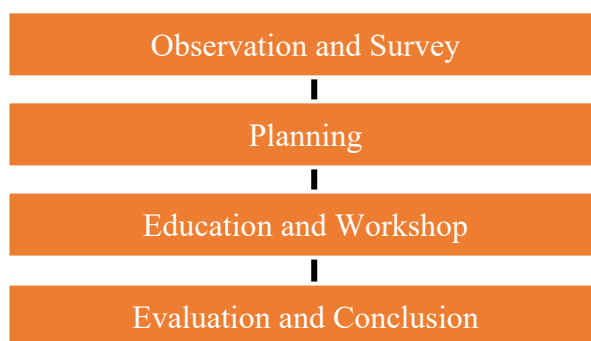 Observation and Survey
Planning
Education and Workshop
Evaluation and Conclusion